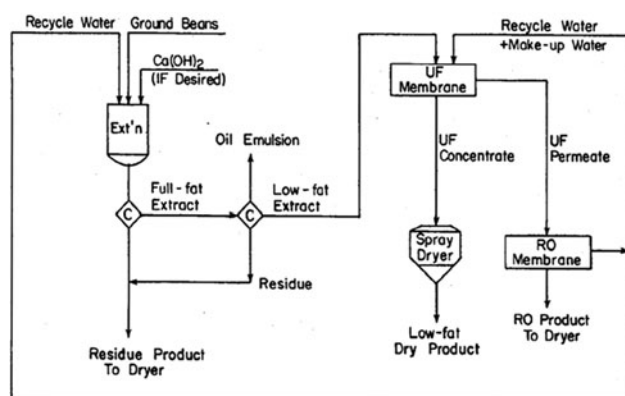 Recycle Water
Ground Beans
Ca(OH)2
(IF Desired)
Ext'n
Oil Emulsion
Full-fat
Extract
C
C
Low-fat
Extract
Residue
Residue Product
To Dryer
Recycle Water
+Make-up Water
UF
Membrane
UF
Concentrate
UF
Permeate
Spray
Dryer
RO
Membrane
Low-fat
Dry Product
RO Product
To Dryer